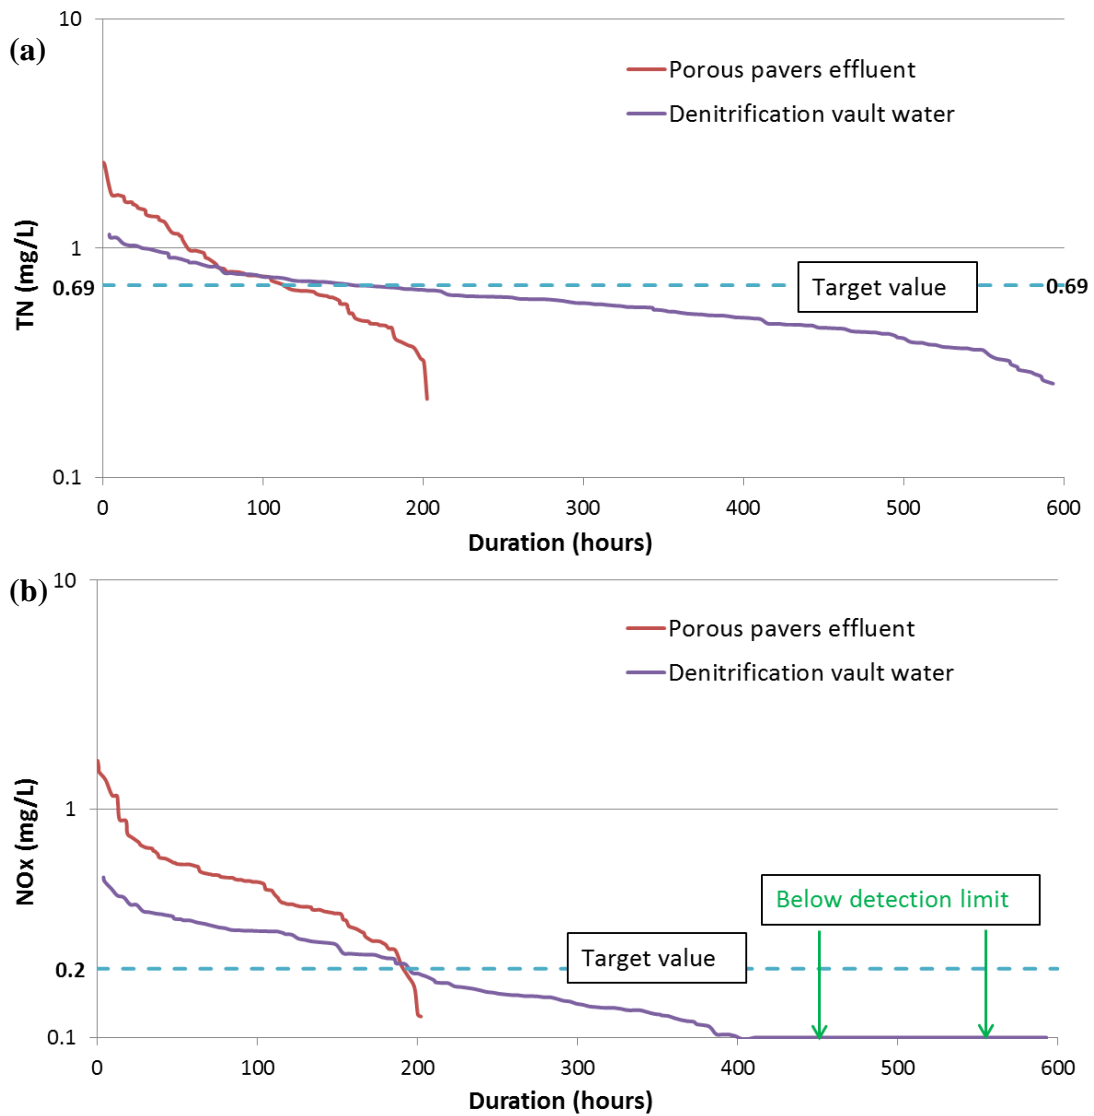 (a)
10
Porous pavers effluent
Denitrification vault water
TN (mg/L)
1
0.69
Target value
0.69
0.1
0 100 200 300 400 500 600
Duration (hours)
(b)
10
Porous pavers effluent
Denitrification vault water
NOx (mg/L)
1
Below detection limit
Target value
0.2
0.1
0 100 200 300 400 500 600
Duration (hours)